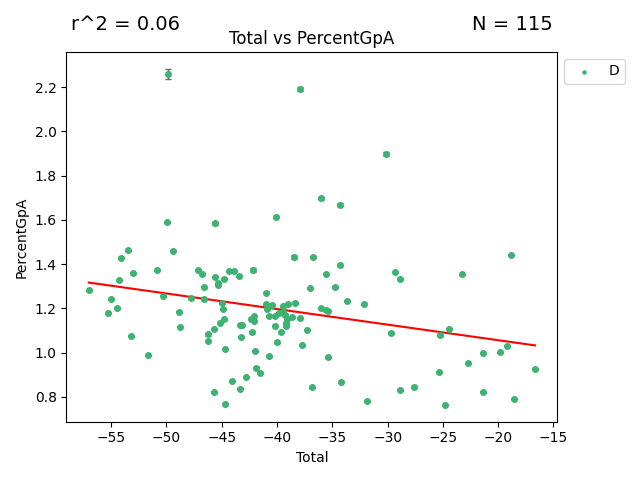 r^2 = 0.06
N = 115
Total vs PercentGpA
D
PercentGpA
2.2
2.0
1.8
1.6
1.4
1.2
1.0
0.8
−55
−50
−45
−40
−35
−30
−25
−20
−15
Total